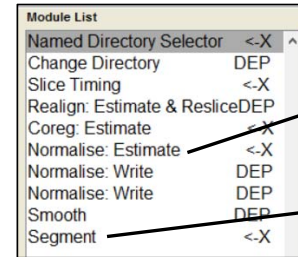 Module List
Named Directory Selector <-X
Change Directory DEP
Slice Timing <-X
Realign: Estimate & ResliceDEP
Coreg: Estimate <-X
Normalise: Estimate <-X
Normalise: Write DEP
Normalise: Write DEP
Smooth DEP
Segment <-X